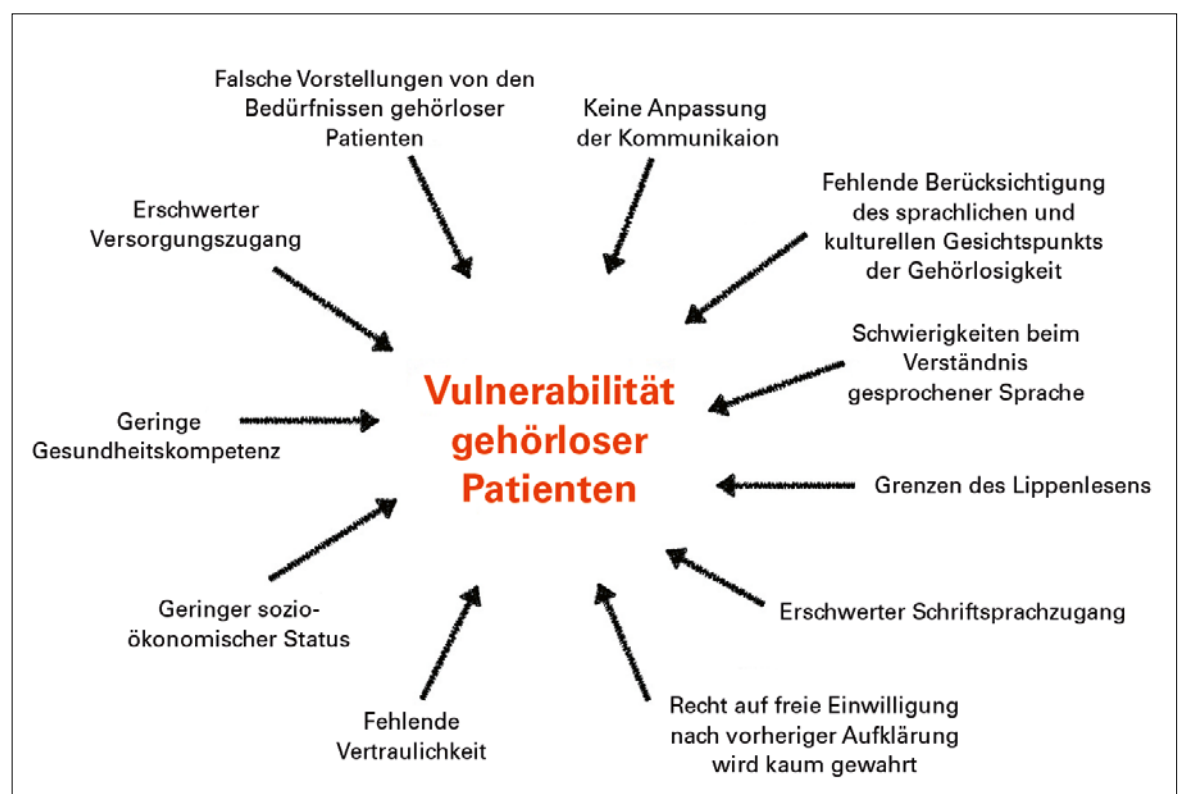 Falsche Vorstellungen von den
Bedürfnissen gehörloser
Patienten
Keine Anpassung
der Kommunikaion
Fehlende Berücksichtigung
des sprachlichen und
kulturellen Gesichtspunkts
der Gehörlosigkeit
Erschwerter
Versorgungszugang
Schwierigkeiten beim
Verständnis
gesprochener Sprache
Vulnerabilität
gehörloser
Patienten
Geringe
Gesundheitskompetenz
Grenzen des Lippenlesens
Geringer sozio-
ökonomischer Status
Erschwerter Schriftsprachzugang
Fehlende
Vertraulichkeit
Recht auf freie Einwilligung
nach vorheriger Aufklärung
wird kaum gewahrt